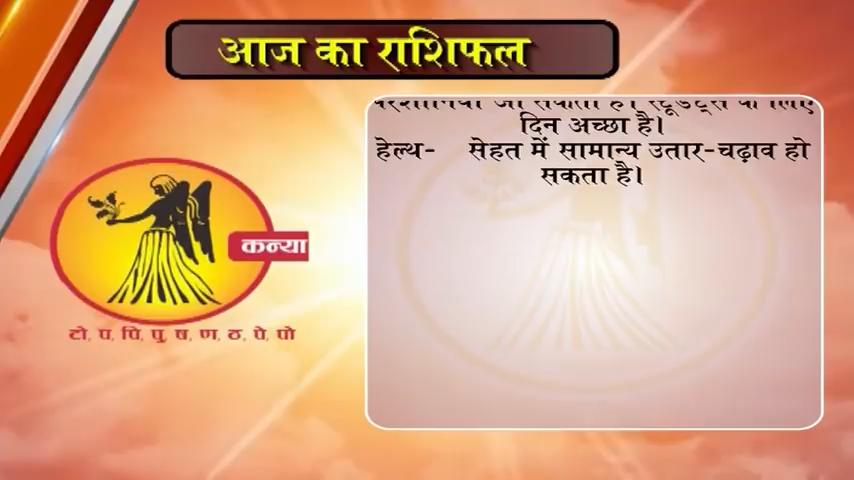 आज का राशिफल
दिन अच्छा है।
हेल्थ- सेहत में सामान्य उतार-चढ़ाव हो
सकता है।
कन्या
टो, प, पि, पु, ष, ण, ठ, पे, पो